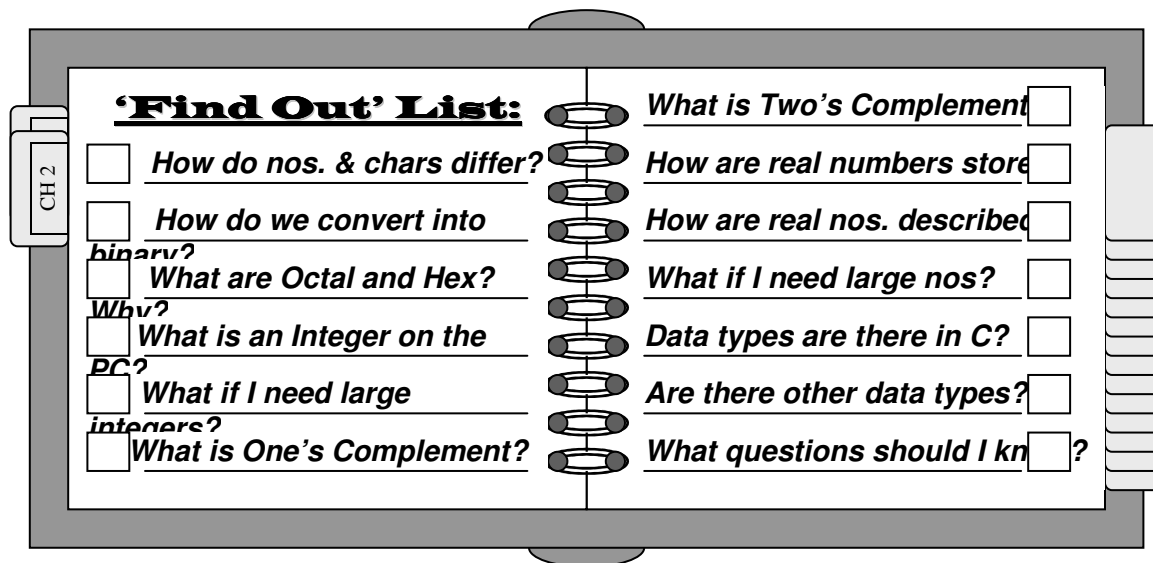 CH 2
‘Find Out’ List:
How do nos. & chars differ?
How do we convert into
binary?
What are Octal and Hex?
Why?
What is an Integer on the
PC?
What if I need large
integers?
What is One’s Complement?
What is Two’s Complement
How are real numbers store
How are real nos. described
What if I need large nos?
Data types are there in C?
Are there other data types?
What questions should I kn ?